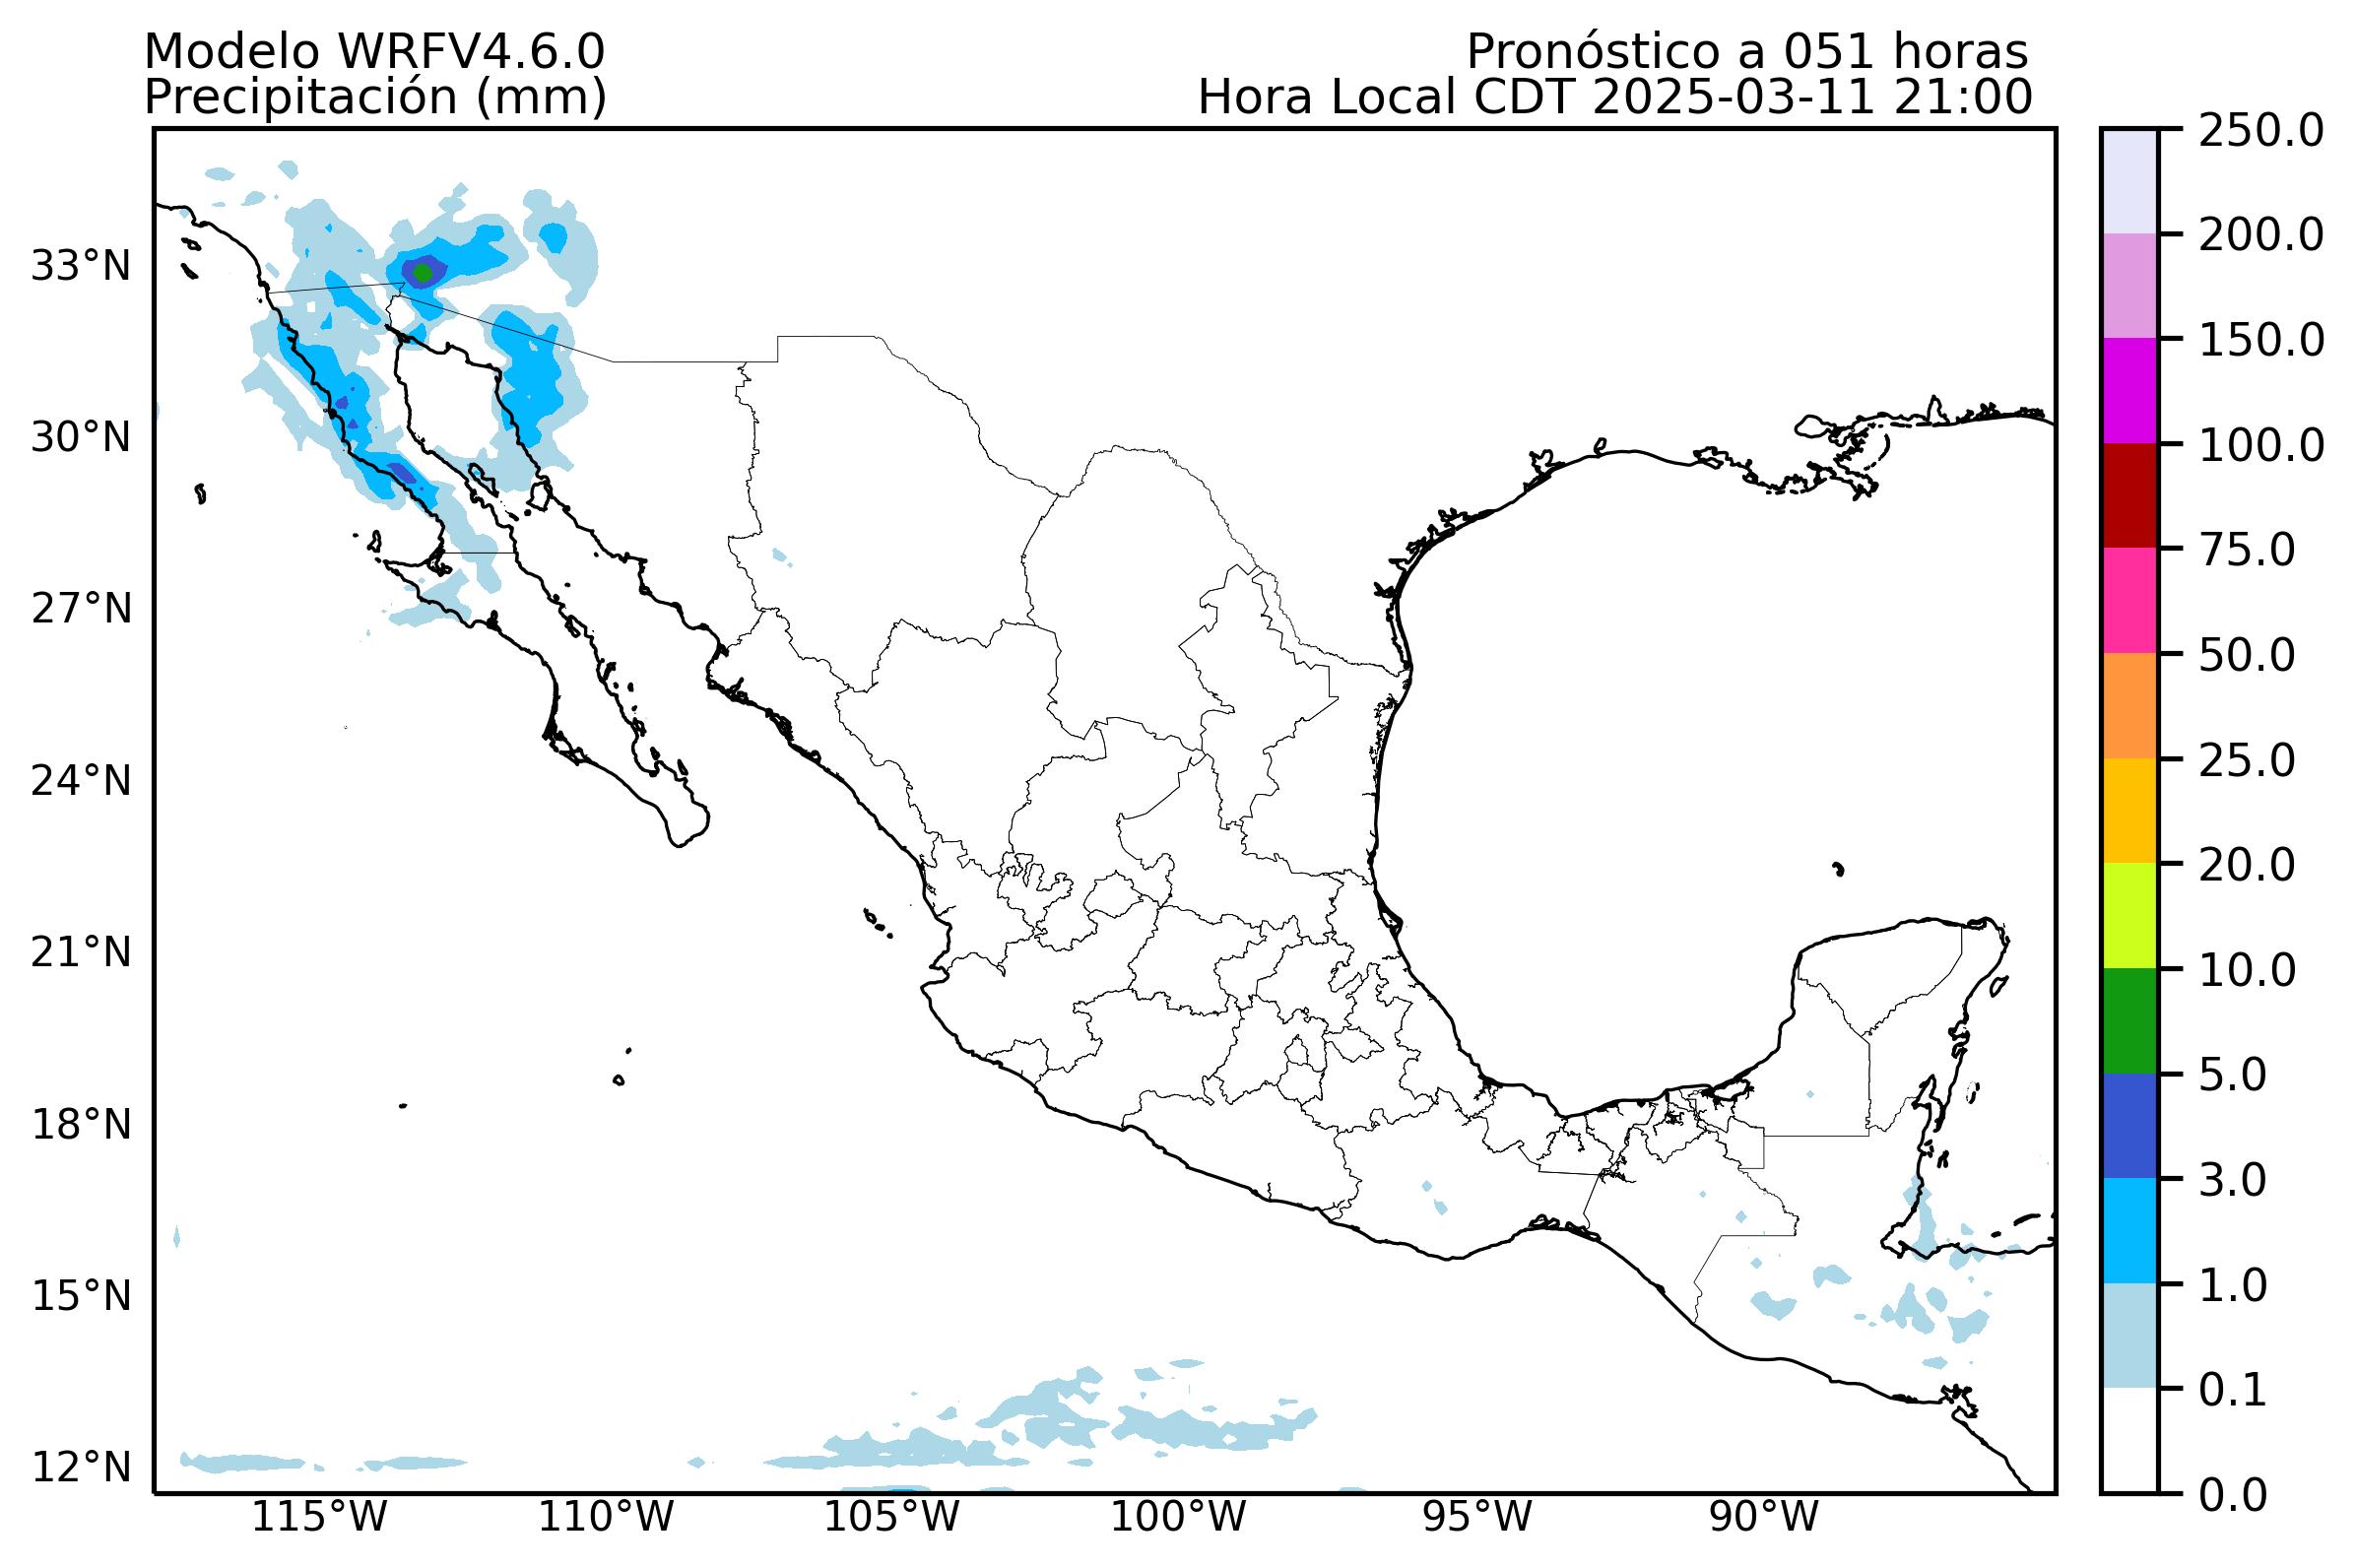 Modelo WRFV4.6.0
Pronóstico a 051 horas
Precipitación (mm)
Hora Local CDT 2025-03-11 21:00
33°N
30°N
27°N
24°N
21°N
18°N
15°N
12°N
115°W
110°W
105°W
100°W
95°W
90°W
250.0
200.0
150.0
100.0
75.0
50.0
25.0
20.0
10.0
5.0
3.0
1.0
0.1
0.0